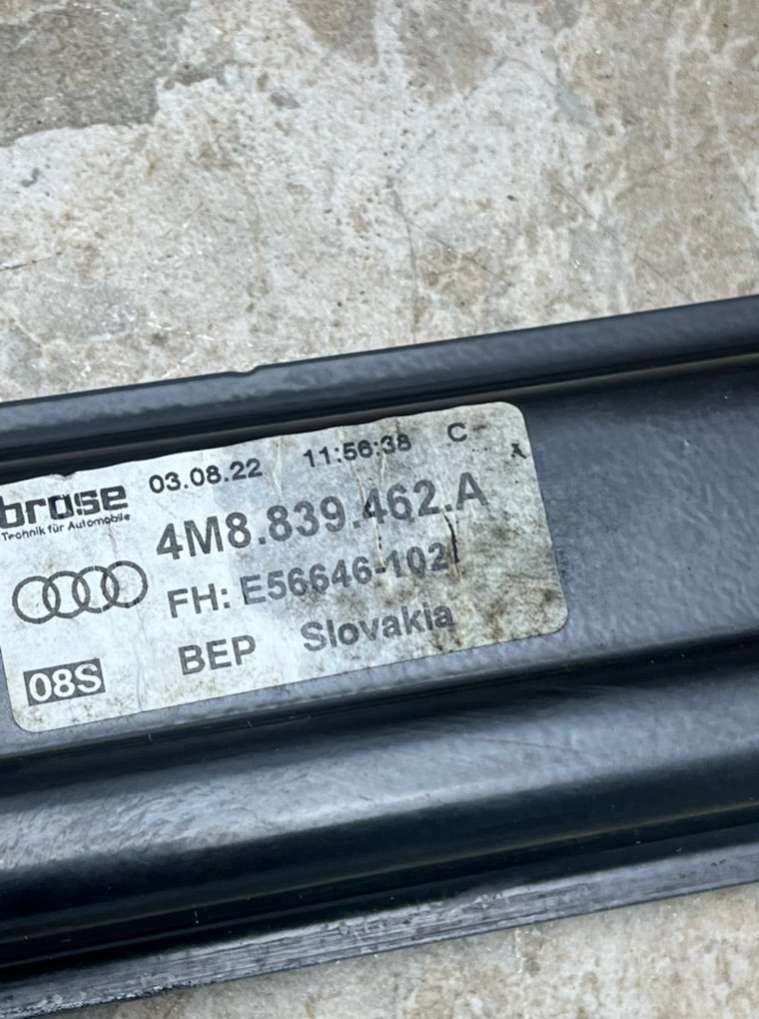 brose 03.08.22 11:56:38 C A
Technik für Automobile
4M8.839.462.A
FH: E56646-102
08S BEP Slovakia